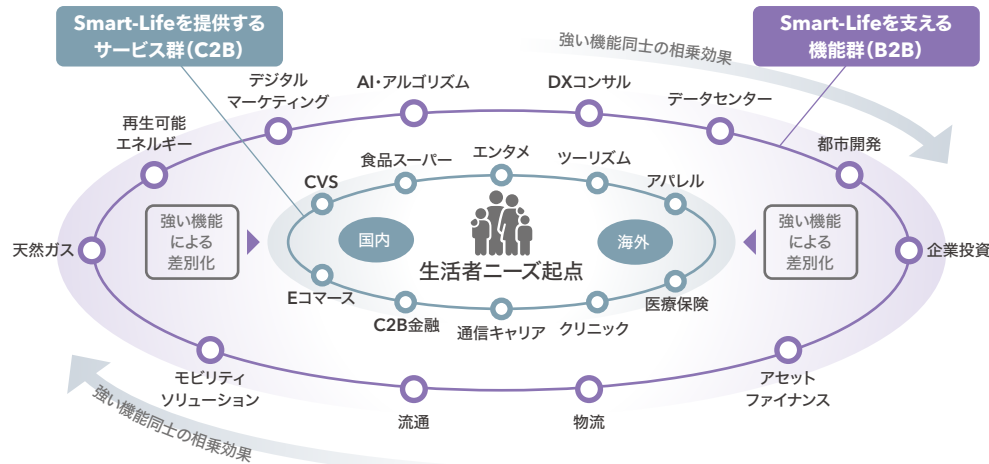 Smart-Lifeを提供する
サービス群(C2B)
Smart-Lifeを支える
機能群(B2B)
強い機能同士の相乗効果
デジタル
マーケティング
AI・アルゴリズム
DXコンサル
データセンター
再生可能
エネルギー
都市開発
食品スーパー
エンタメ
ツーリズム
CVS
アパレル
強い機能
による
差別化
国内
海外
強い機能
による
差別化
天然ガス
企業投資
生活者ニーズ起点
Eコマース
C2B金融
通信キャリア
クリニック
医療保険
モビリティ
ソリューション
流通
物流
アセット
ファイナンス
強い機能同士の相乗効果